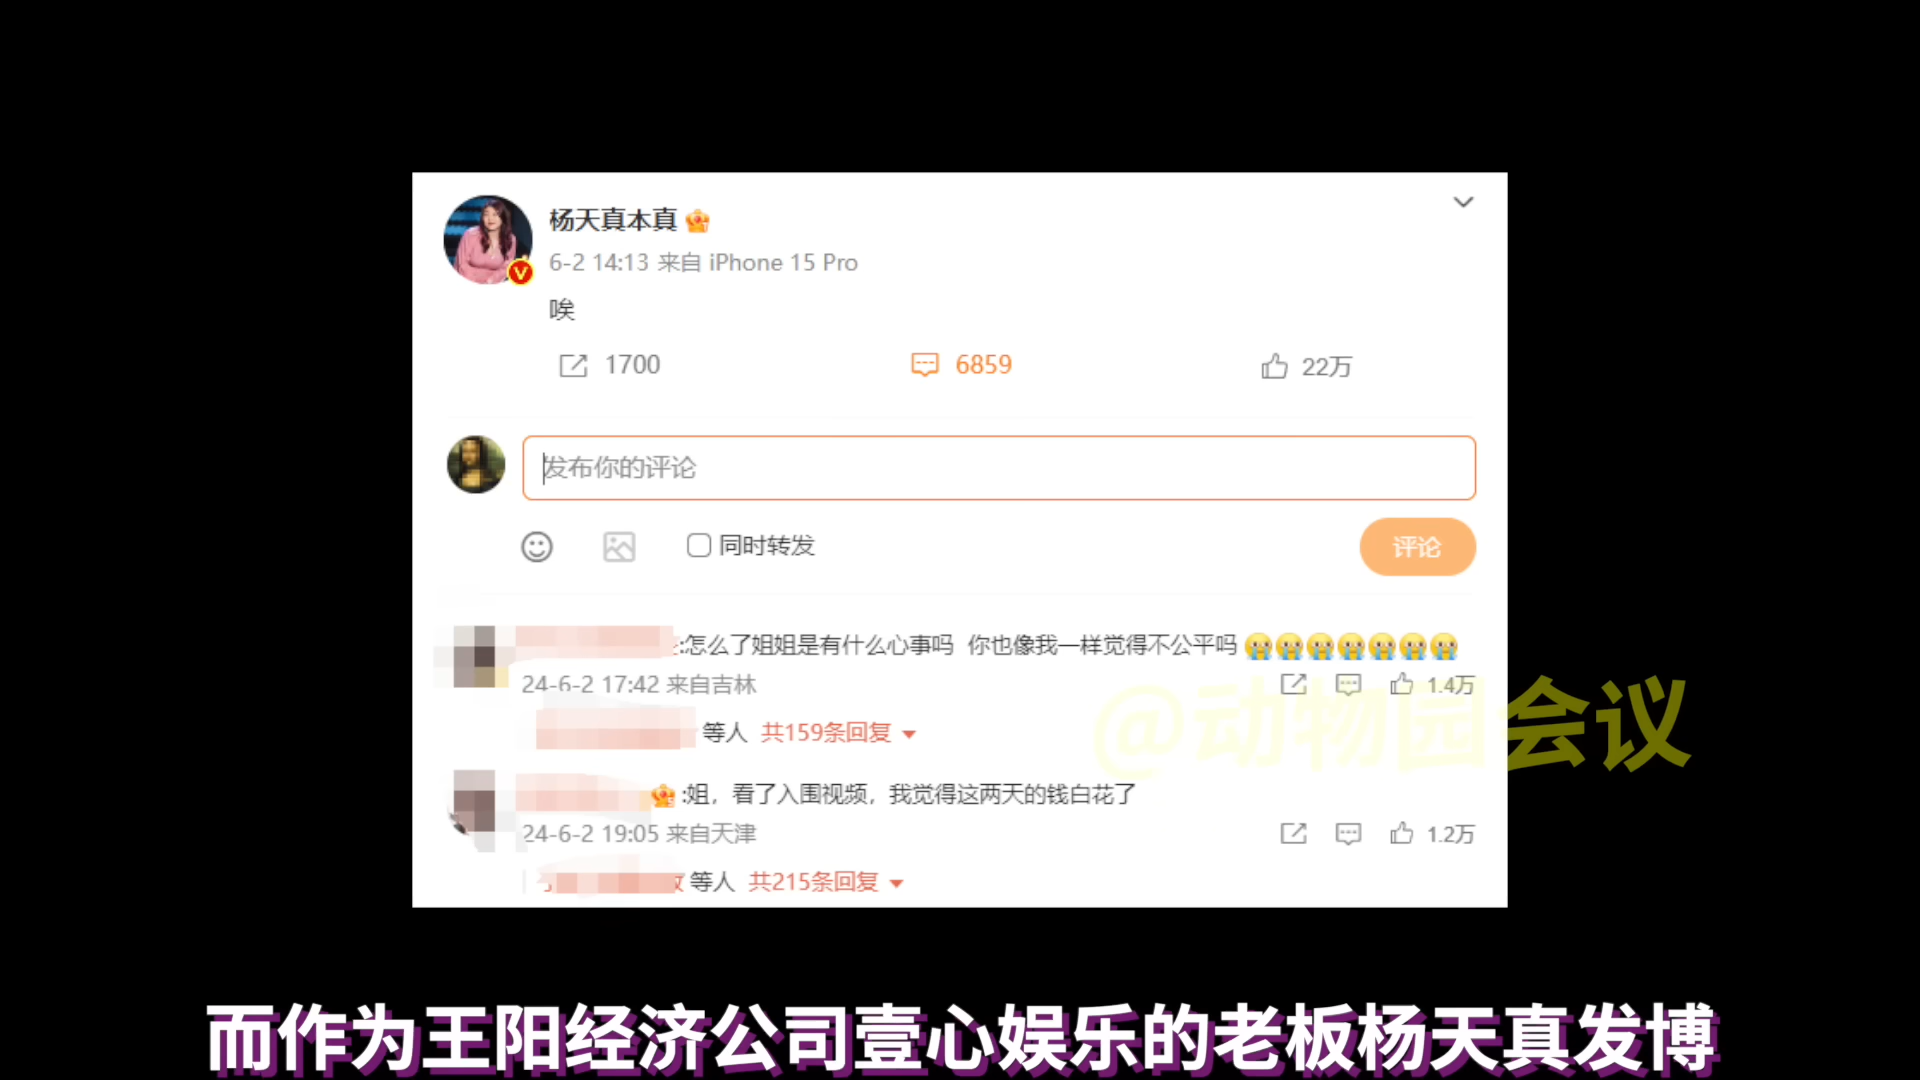 杨天真本真
6-2 14:13 来自 iPhone 15 Pro
唉
1700
6859
22万
发布你的评论
同时转发
评论
:怎么了姐姐是有什么心事吗 你也像我一样觉得不公平吗 😭😭😭😭😭😭😭
24-6-2 17:42 来自吉林
1.4万
@动物园会议
等人 共159条回复
:姐，看了入围视频，我觉得这两天的钱白花了
24-6-2 19:05 来自天津
1.2万
等人 共215条回复
而作为王阳经济公司壹心娱乐的老板杨天真发博